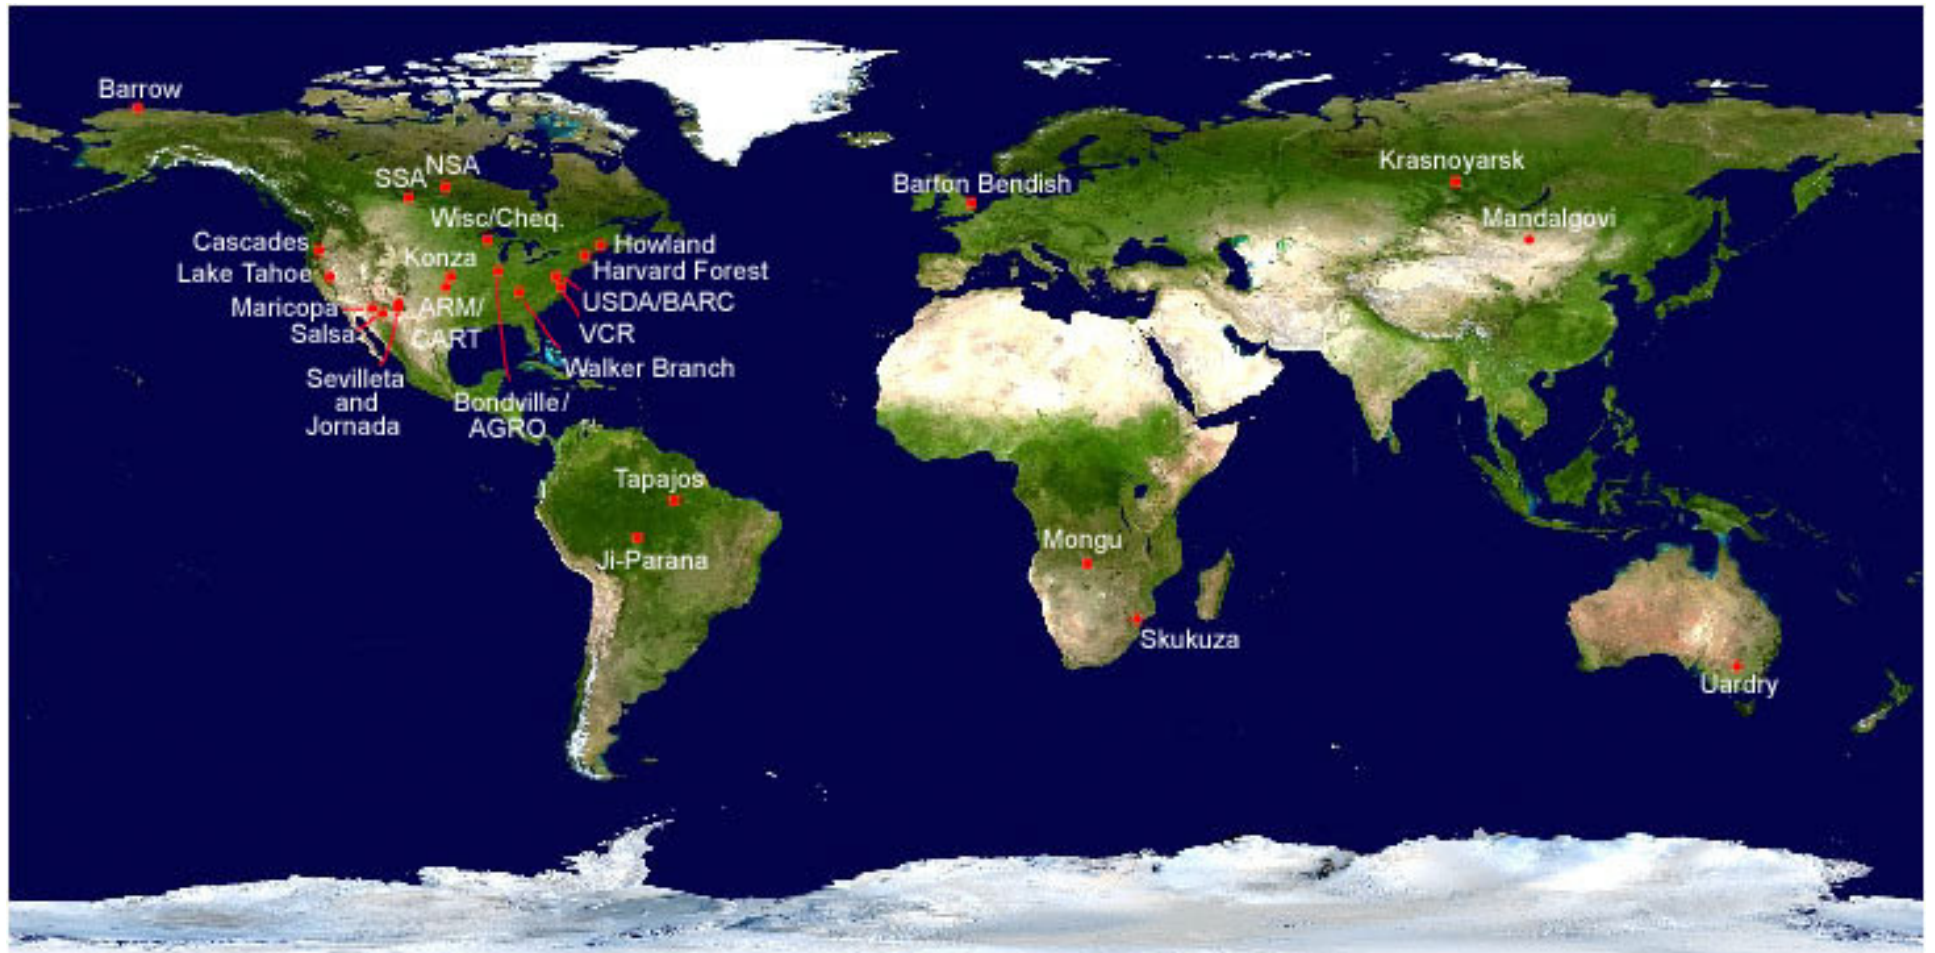 Barrow
NSA
SSA
Krasnoyarsk
Barton Bendish
Wisc/Cheq.
Mandalgovi
Cascades
Howland
Konza
Lake Tahoe
Harvard Forest
USDA/BARC
Maricopa
ARM/
CART
Salsa
VCR
Walker Branch
Sevilleta
and
Jornada
Bondville/
AGRO
Tapajos
Mongu
Ji-Parana
Skukuza
Uardry